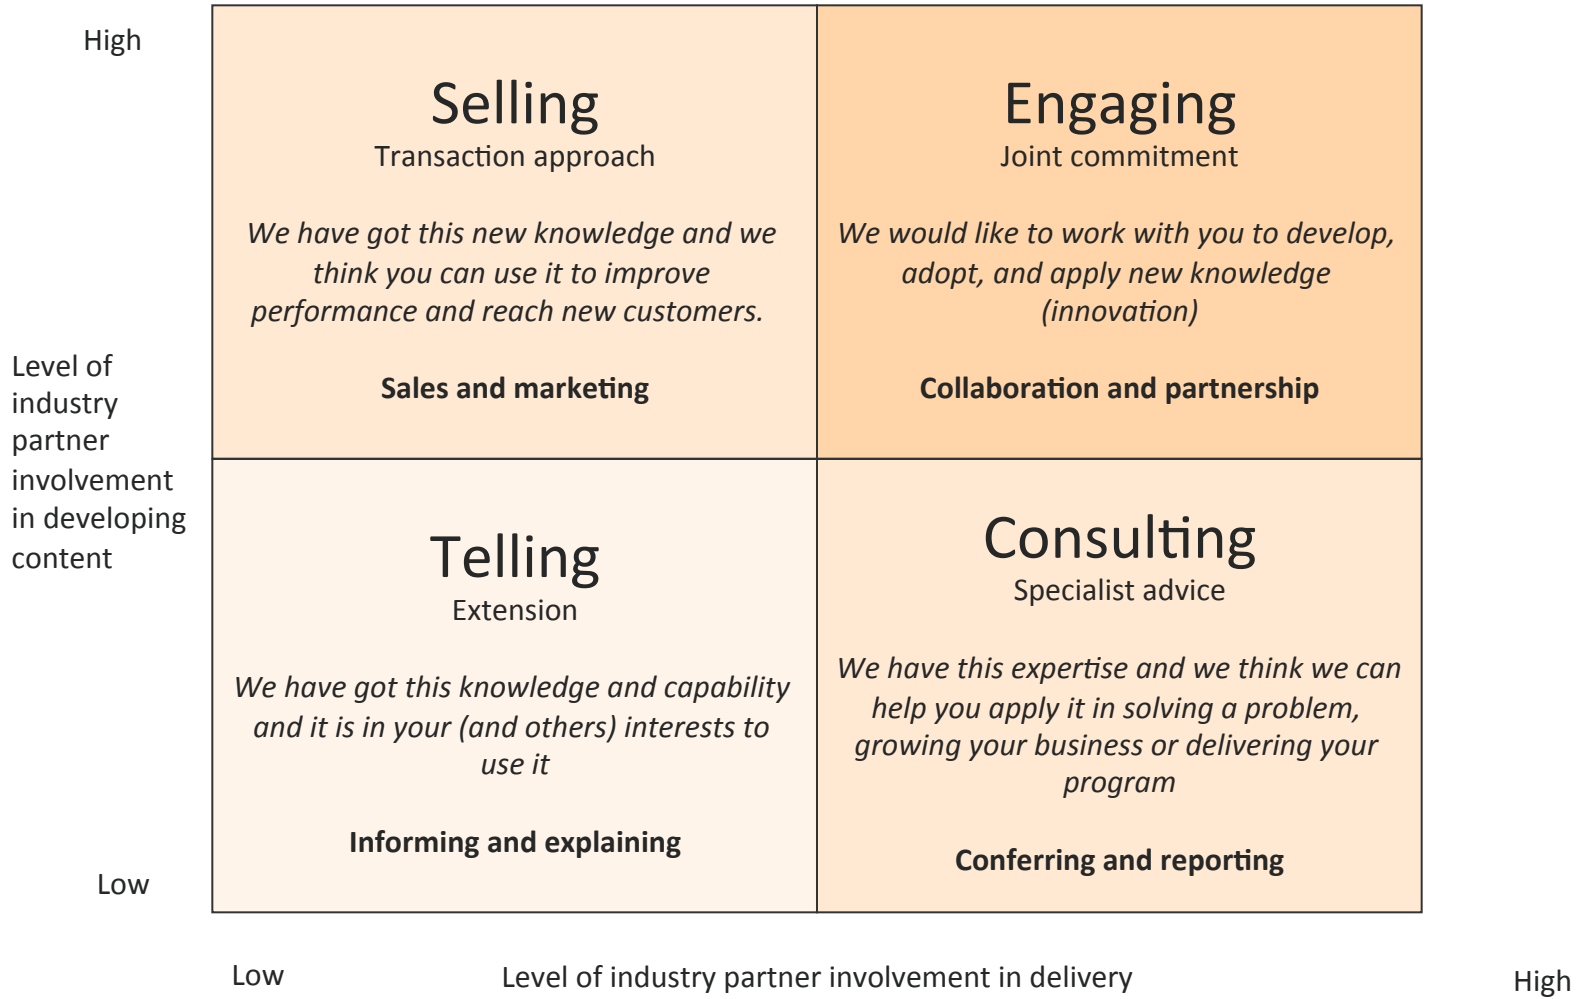 High
Selling
Transaction approach
We have got this new knowledge and we
think you can use it to improve
performance and reach new customers.
Sales and marketing
Engaging
Joint commitment
We would like to work with you to develop,
adopt, and apply new knowledge
(innovation)
Collaboration and partnership
Level of
industry
partner
involvement
in developing
content
Telling
Extension
We have got this knowledge and capability
and it is in your (and others) interests to
use it
Informing and explaining
Consulting
Specialist advice
We have this expertise and we think we can
help you apply it in solving a problem,
growing your business or delivering your
program
Conferring and reporting
Low
Low
Level of industry partner involvement in delivery
High